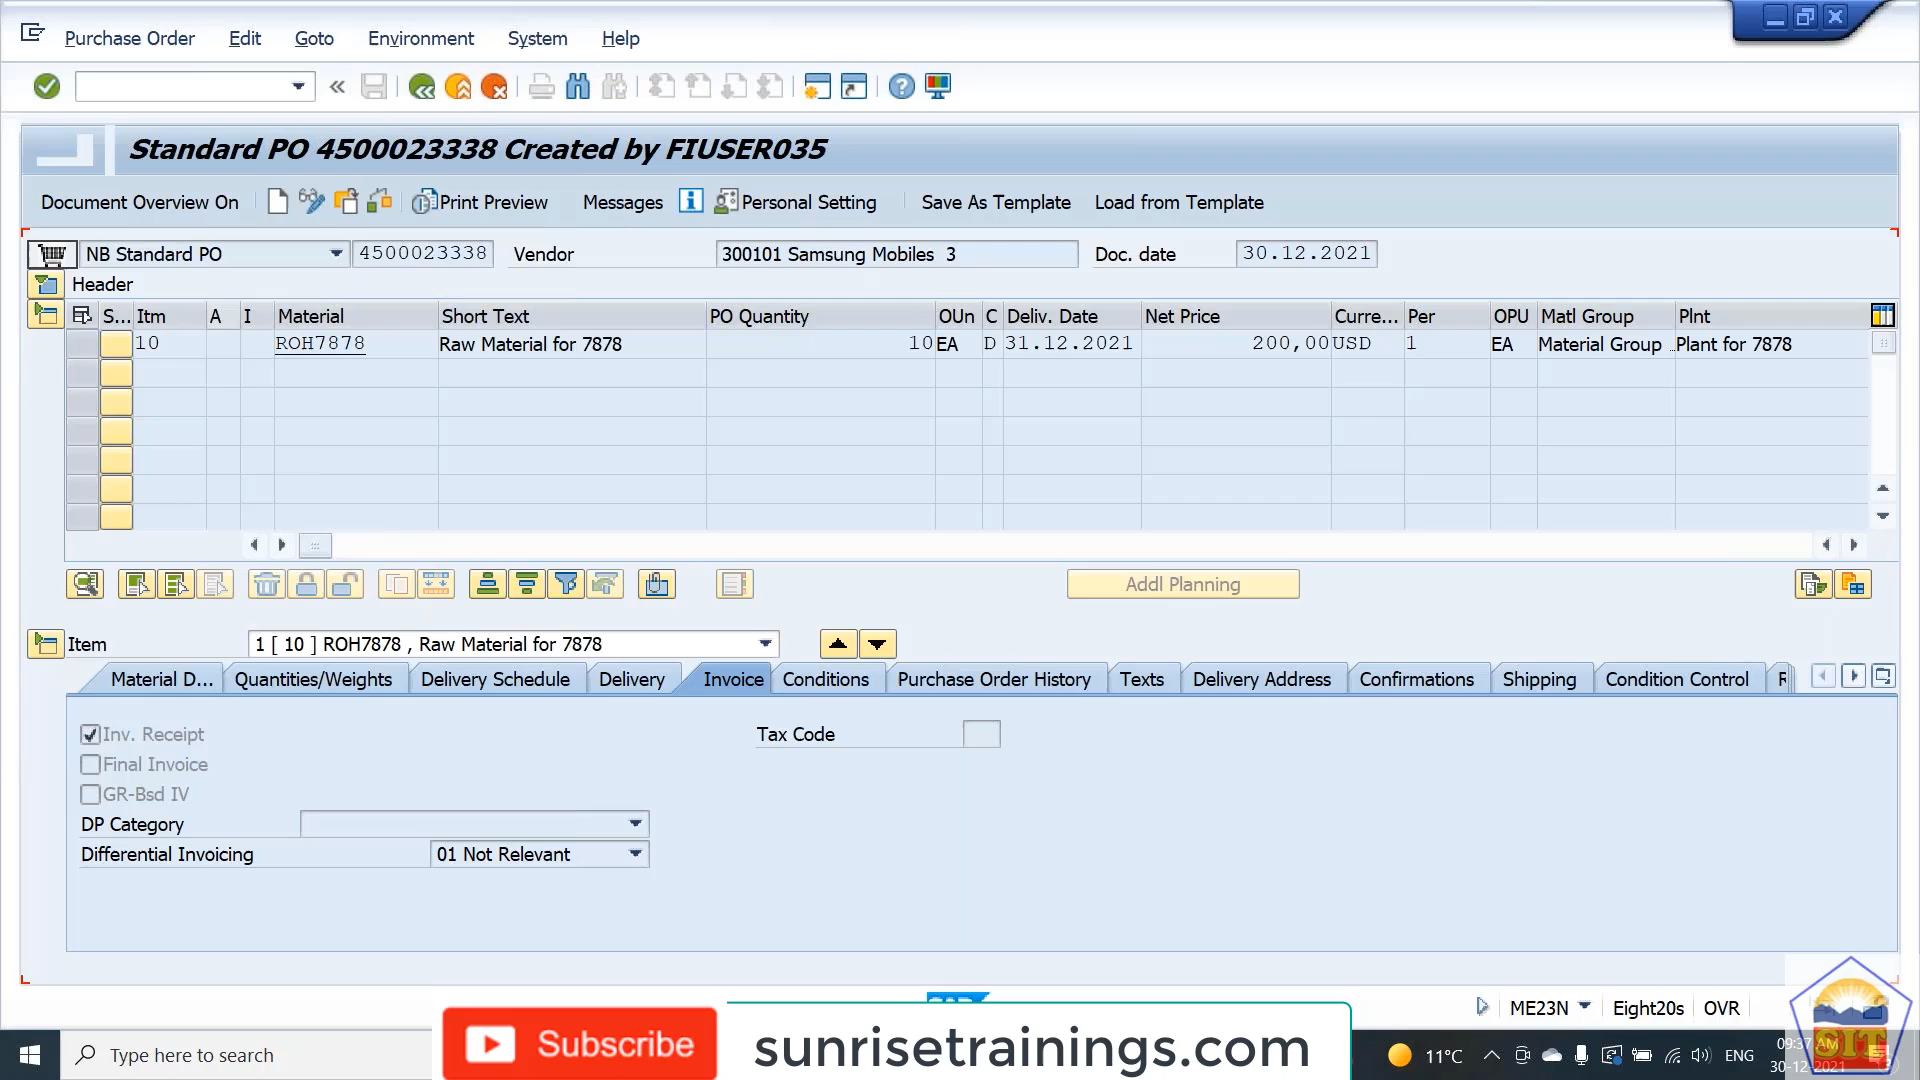 Purchase Order Edit Goto Environment System Help
Standard PO 4500023338 Created by FIUSER035
Document Overview On Print Preview Messages Personal Setting Save As Template Load from Template
NB Standard PO 4500023338 Vendor 300101 Samsung Mobiles 3 Doc. date 30.12.2021
Header
S... Itm A I Material Short Text PO Quantity OUn C Deliv. Date Net Price Curre... Per OPU Matl Group Plnt
10 ROH7878 Raw Material for 7878 10 EA D 31.12.2021 200,00 USD 1 EA Material Group .. Plant for 7878
Addl Planning
Item 1 [ 10 ] ROH7878 , Raw Material for 7878
Material D... Quantities/Weights Delivery Schedule Delivery Invoice Conditions Purchase Order History Texts Delivery Address Confirmations Shipping Condition Control R
Inv. Receipt Tax Code
Final Invoice
GR-Bsd IV
DP Category
Differential Invoicing 01 Not Relevant
ME23N Eight20s OVR
Type here to search Subscribe sunrisetrainings.com 11°C ENG 09:37 AM
30-12-2021
SIT